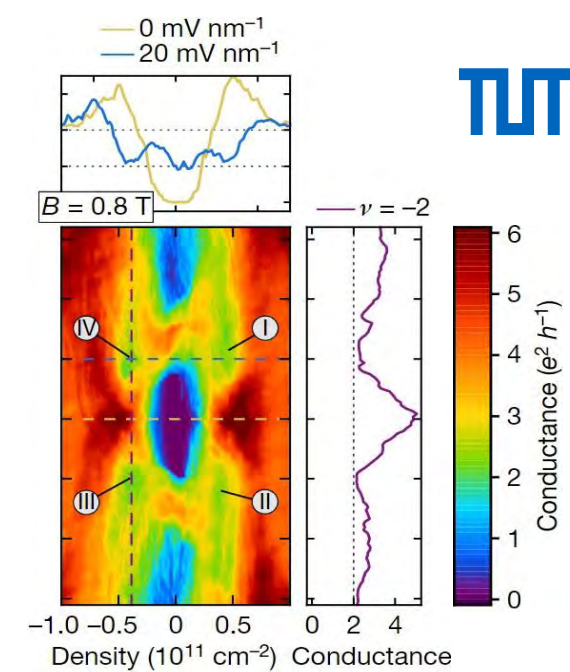 0 mV nm⁻¹
20 mV nm⁻¹
TUT
B = 0.8 T
ν = −2
IV
I
III
II
6
5
4
3
2
1
0
Conductance (e² h⁻¹)
−1.0 −0.5 0 0.5
0 2 4
Density (10¹¹ cm⁻²) Conductance